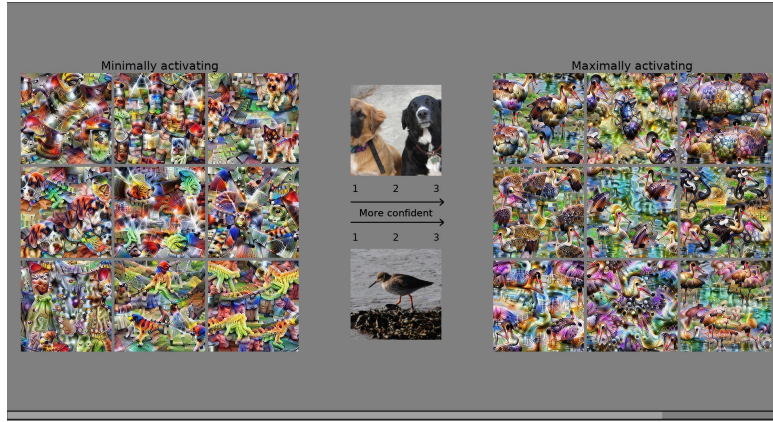 Minimally activating
Maximally activating
1 2 3
More confident
1 2 3